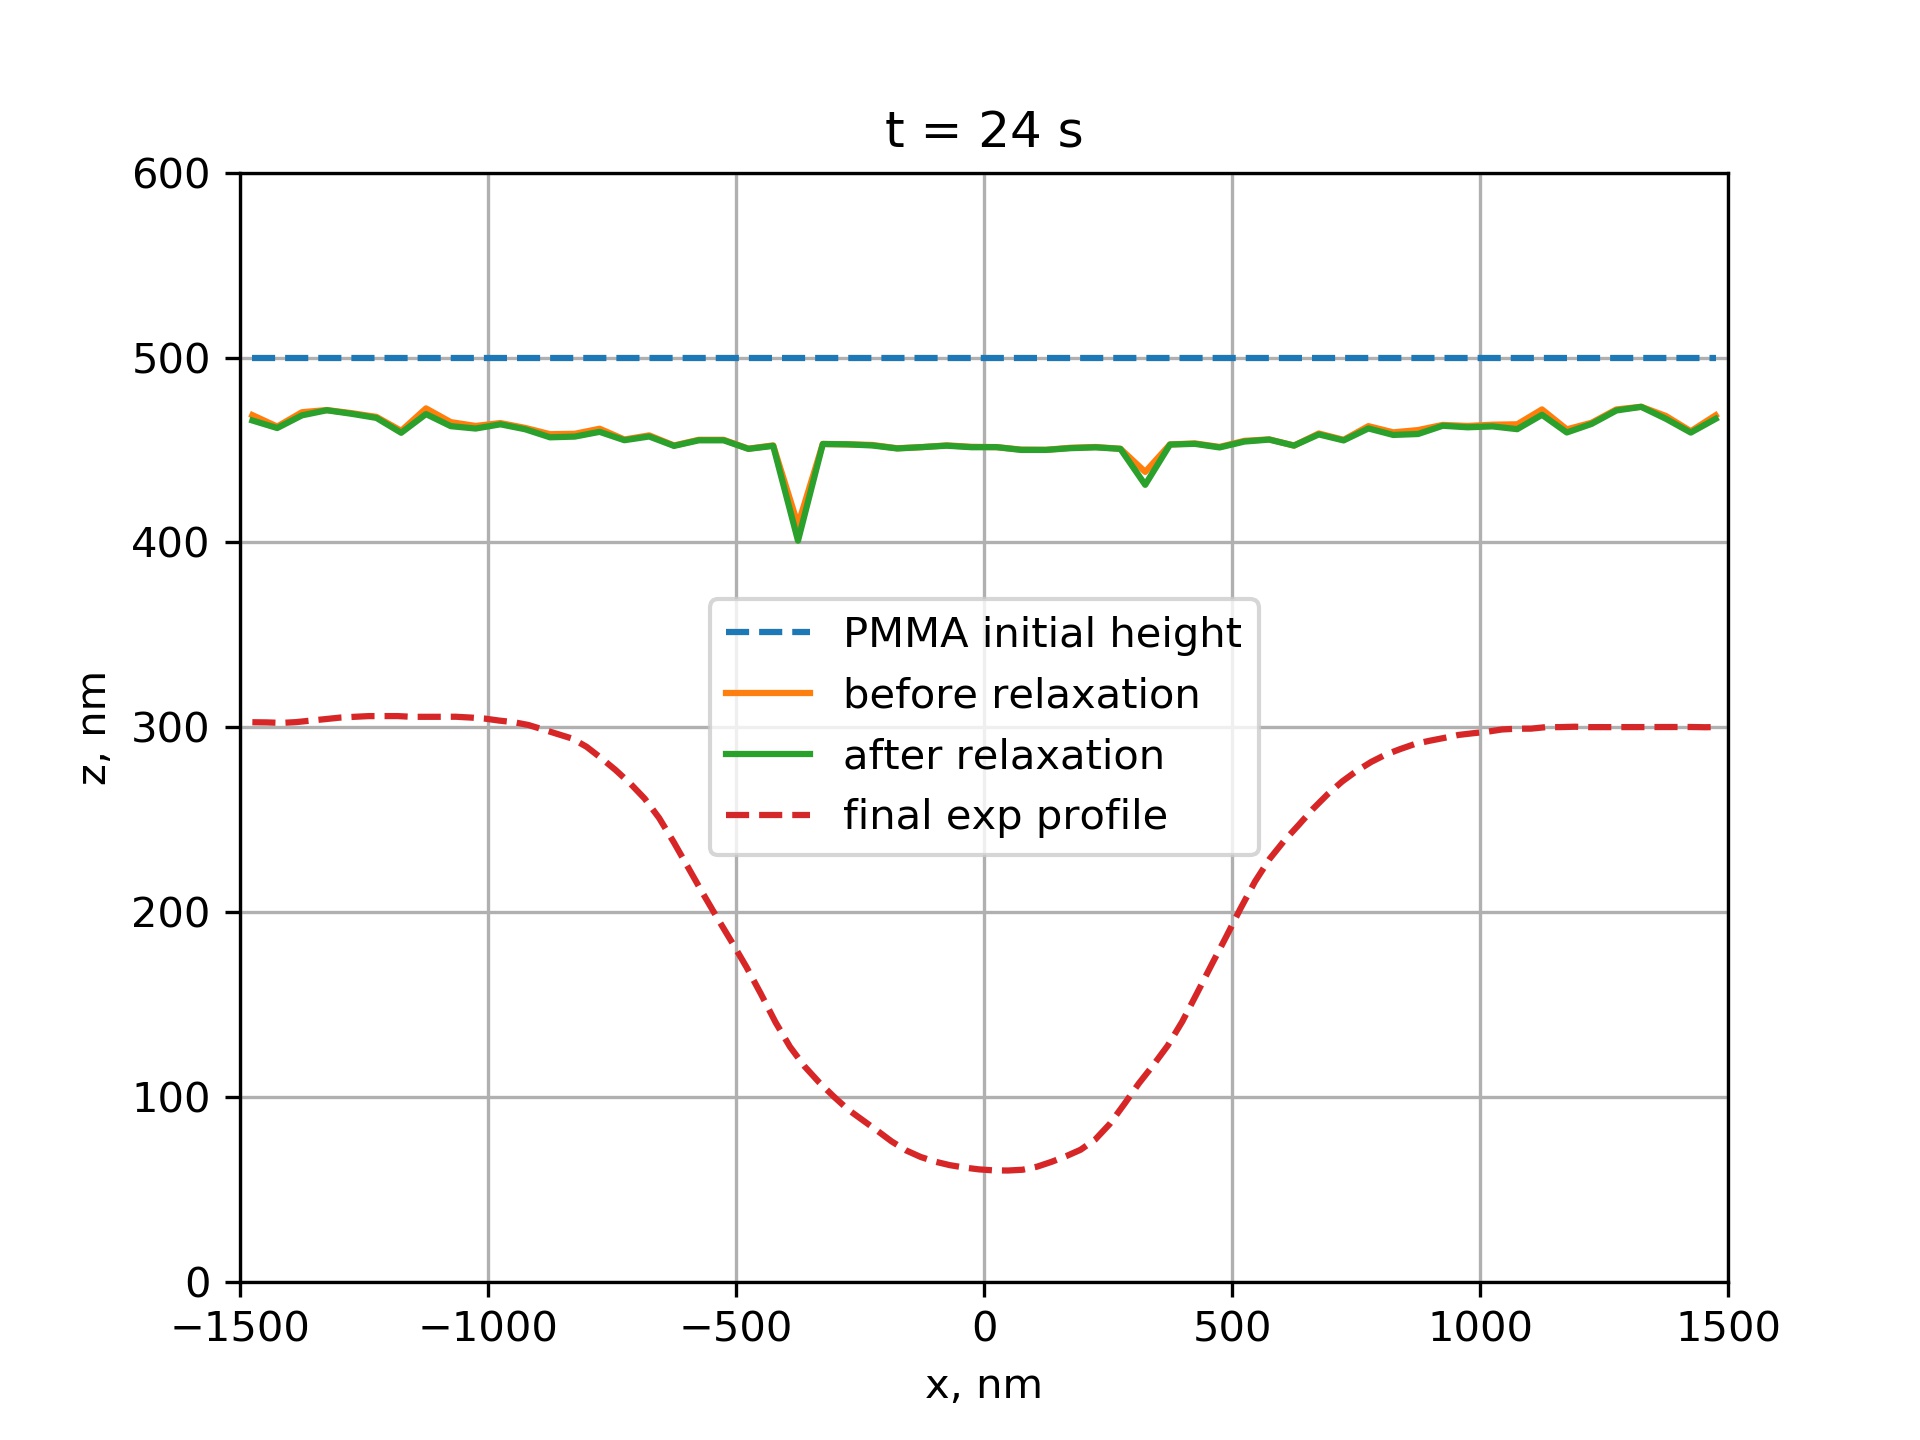 t = 24 s
600
500
400
300
200
100
0
z, nm
PMMA initial height
before relaxation
after relaxation
final exp profile
−1500 −1000 −500 0 500 1000 1500
x, nm